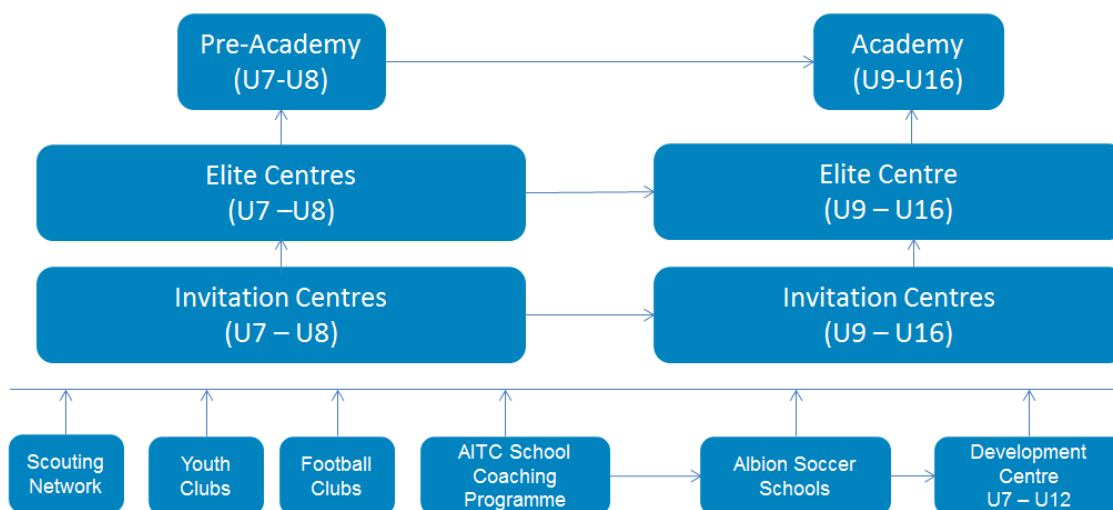 Pre-Academy
(U7-U8)
Academy
(U9-U16)
Elite Centres
(U7 –U8)
Elite Centre
(U9 – U16)
Invitation Centres
(U7 – U8)
Invitation Centres
(U9 – U16)
Scouting
Network
Youth
Clubs
Football
Clubs
AITC School
Coaching
Programme
Albion Soccer
Schools
Development
Centre
U7 – U12